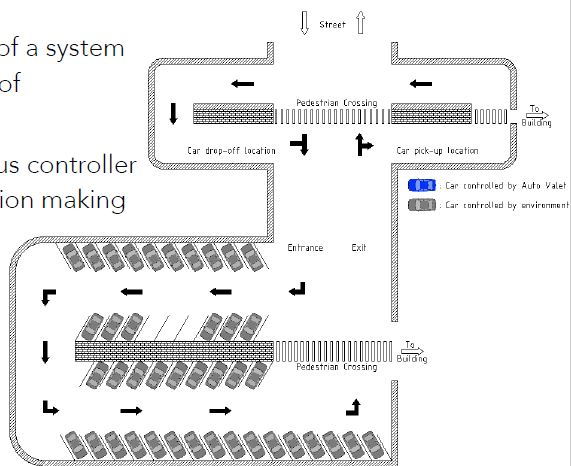 of a system
of
us controller
ion making
Street
Pedestrian Crossing
To
Building
Car drop-off location
Car pick-up location
: Car controlled by Auto Valet
: Car controlled by environment
Entrance
Exit
To
Building
Pedestrian Crossing